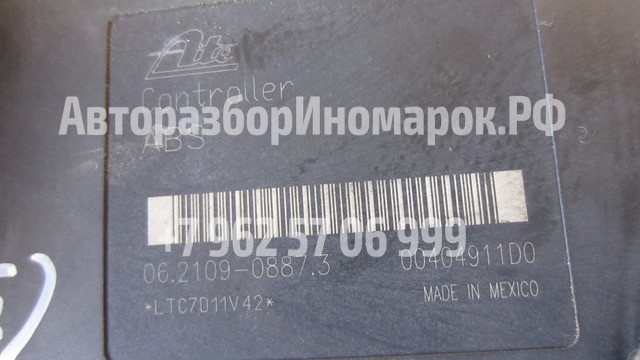 Ate
Controller
АвторазборИномарок.РФ
ABS
+7 962 57 06 999
06.2109-0887.3 00404911D0
*LTC7D11V42* MADE IN MEXICO